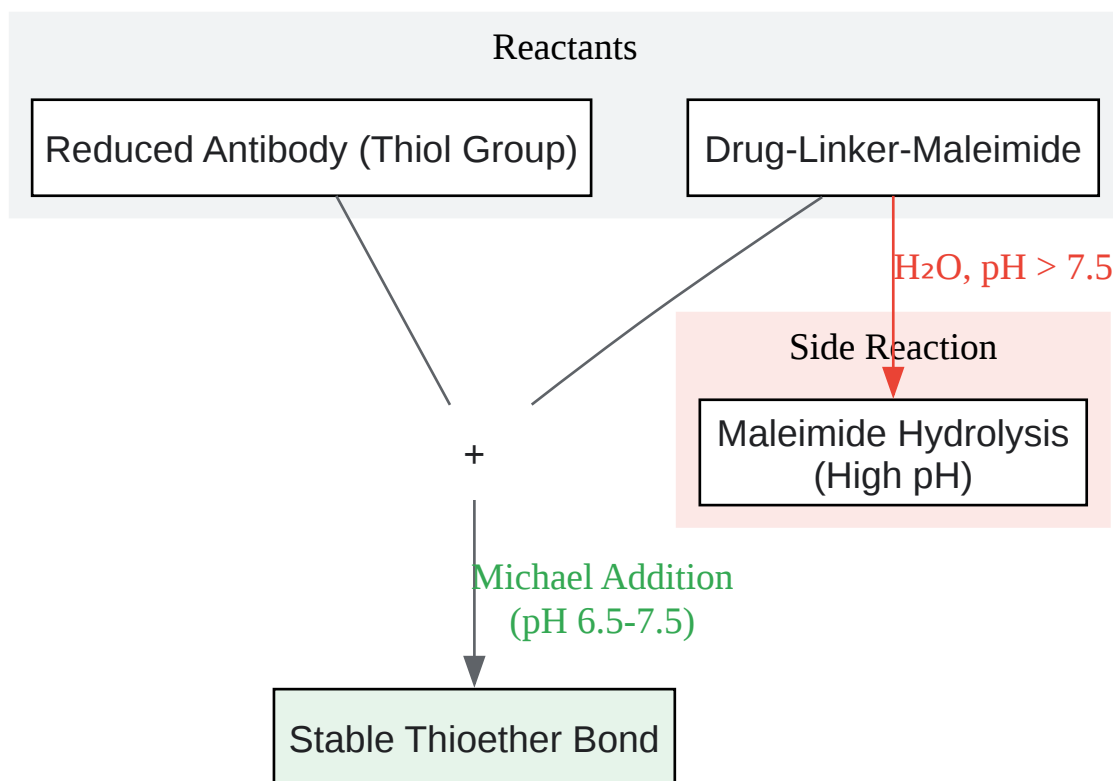 Reactants
Reduced Antibody (Thiol Group)
Drug-Linker-Maleimide
H₂O, pH > 7.5
Side Reaction
Maleimide Hydrolysis
(High pH)
+
Michael Addition
(pH 6.5-7.5)
Stable Thioether Bond